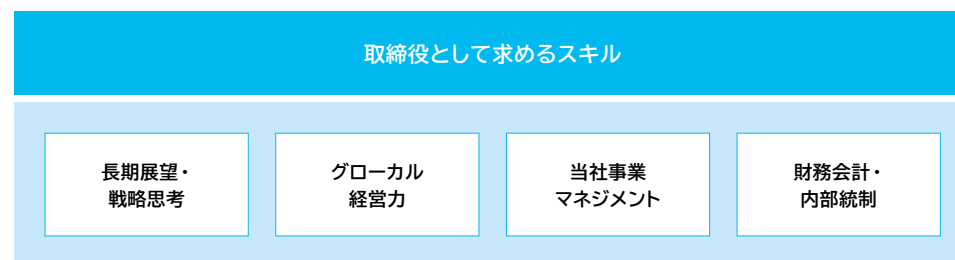 取締役として求めるスキル
長期展望・
戦略思考
グローカル
経営力
当社事業
マネジメント
財務会計・
内部統制